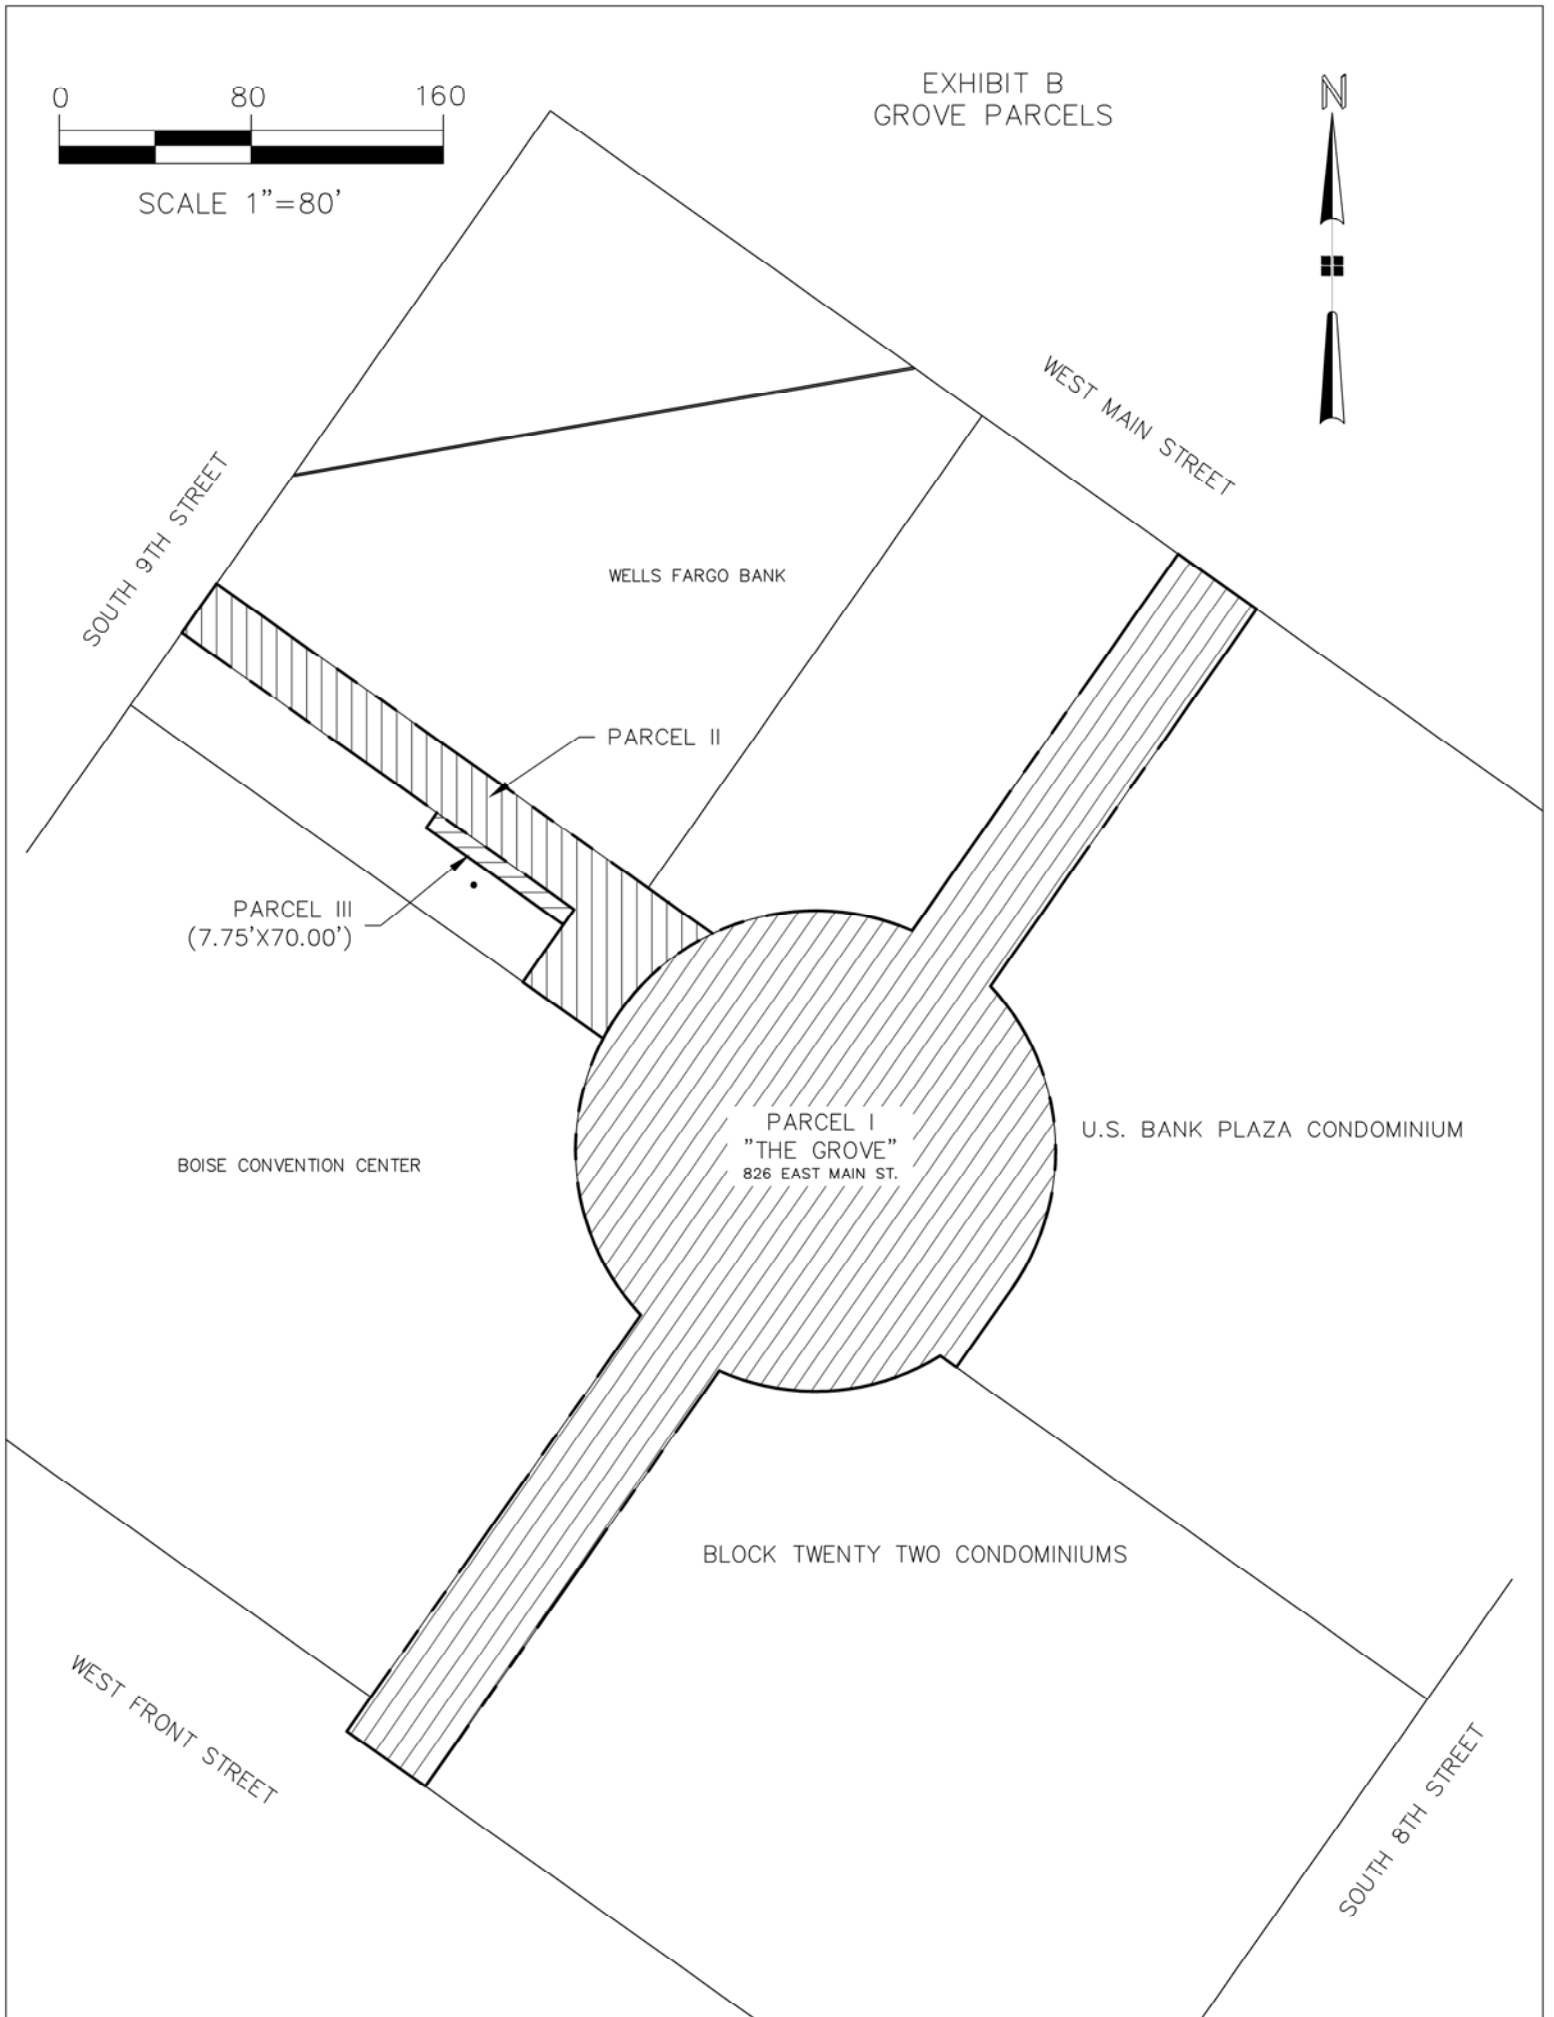 0 80 160
SCALE 1"=80'
EXHIBIT B
GROVE PARCELS
N
WEST MAIN STREET
SOUTH 9TH STREET
WELLS FARGO BANK
PARCEL II
PARCEL III
(7.75'X70.00')
PARCEL I
"THE GROVE"
826 EAST MAIN ST.
U.S. BANK PLAZA CONDOMINIUM
BOISE CONVENTION CENTER
BLOCK TWENTY TWO CONDOMINIUMS
WEST FRONT STREET
SOUTH 8TH STREET